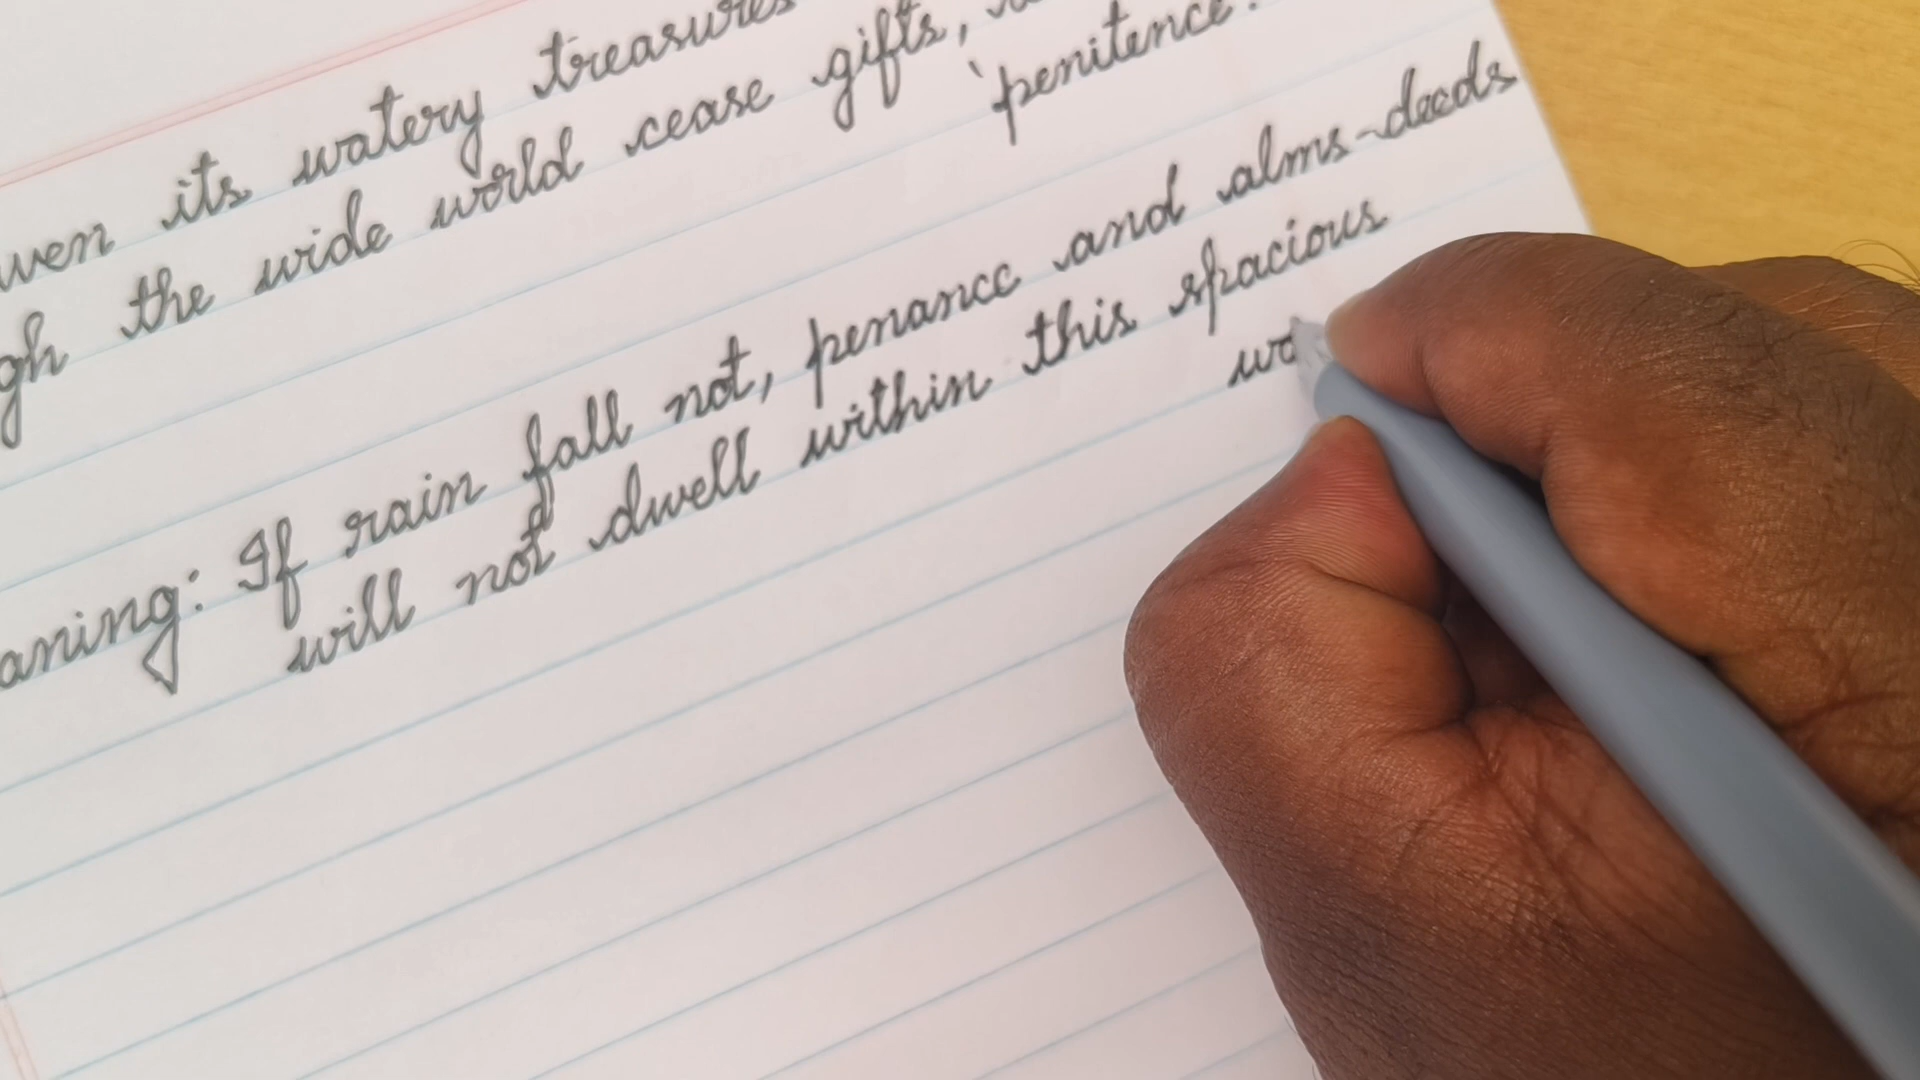 its watery treasures
the wide world cease gifts,
'penitence.
If rain fall not, penance and alms-deeds
will not dwell within this spacious